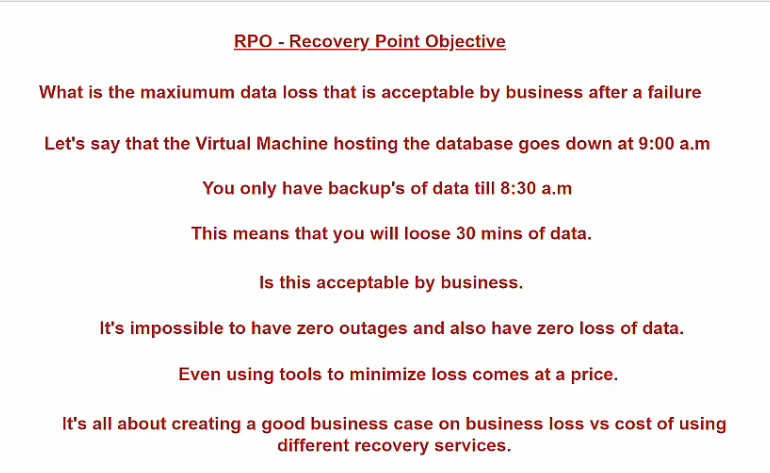 RPO - Recovery Point Objective
What is the maxiumum data loss that is acceptable by business after a failure
Let's say that the Virtual Machine hosting the database goes down at 9:00 a.m
You only have backup's of data till 8:30 a.m
This means that you will loose 30 mins of data.
Is this acceptable by business.
It's impossible to have zero outages and also have zero loss of data.
Even using tools to minimize loss comes at a price.
It's all about creating a good business case on business loss vs cost of using
different recovery services.